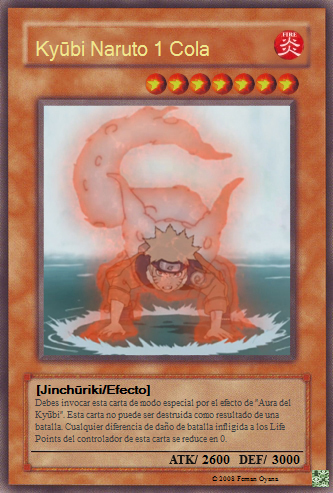 Kyūbi Naruto 1 Cola
FIRE
炎
[Jinchūriki/Efecto]
Debes invocar esta carta de modo especial por el efecto de "Aura del
Kyūbi". Esta carta no puede ser destruida como resultado de una
batalla. Cualquier diferencia de daño de batalla infligida a los Life
Points del controlador de esta carta se reduce en 0.
ATK/ 2600 DEF/ 3000
©2008 Fernan Oyana